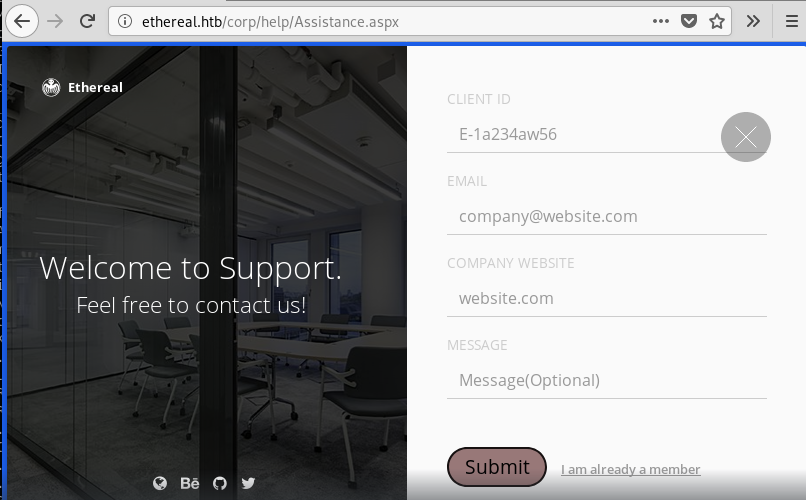 ethereal.htb/corp/help/Assistance.aspx
Ethereal
Welcome to Support.
Feel free to contact us!
Bē
CLIENT ID
E-1a234aw56
EMAIL
company@website.com
COMPANY WEBSITE
website.com
MESSAGE
Message(Optional)
Submit
I am already a member